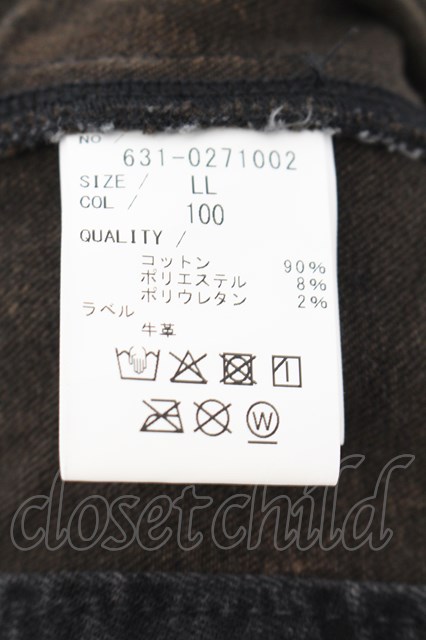 NO /
631-0271002
SIZE / LL
COL / 100
QUALITY /
コットン 90%
ポリエステル 8%
ポリウレタン 2%
ラベル
牛革
W
closetchild